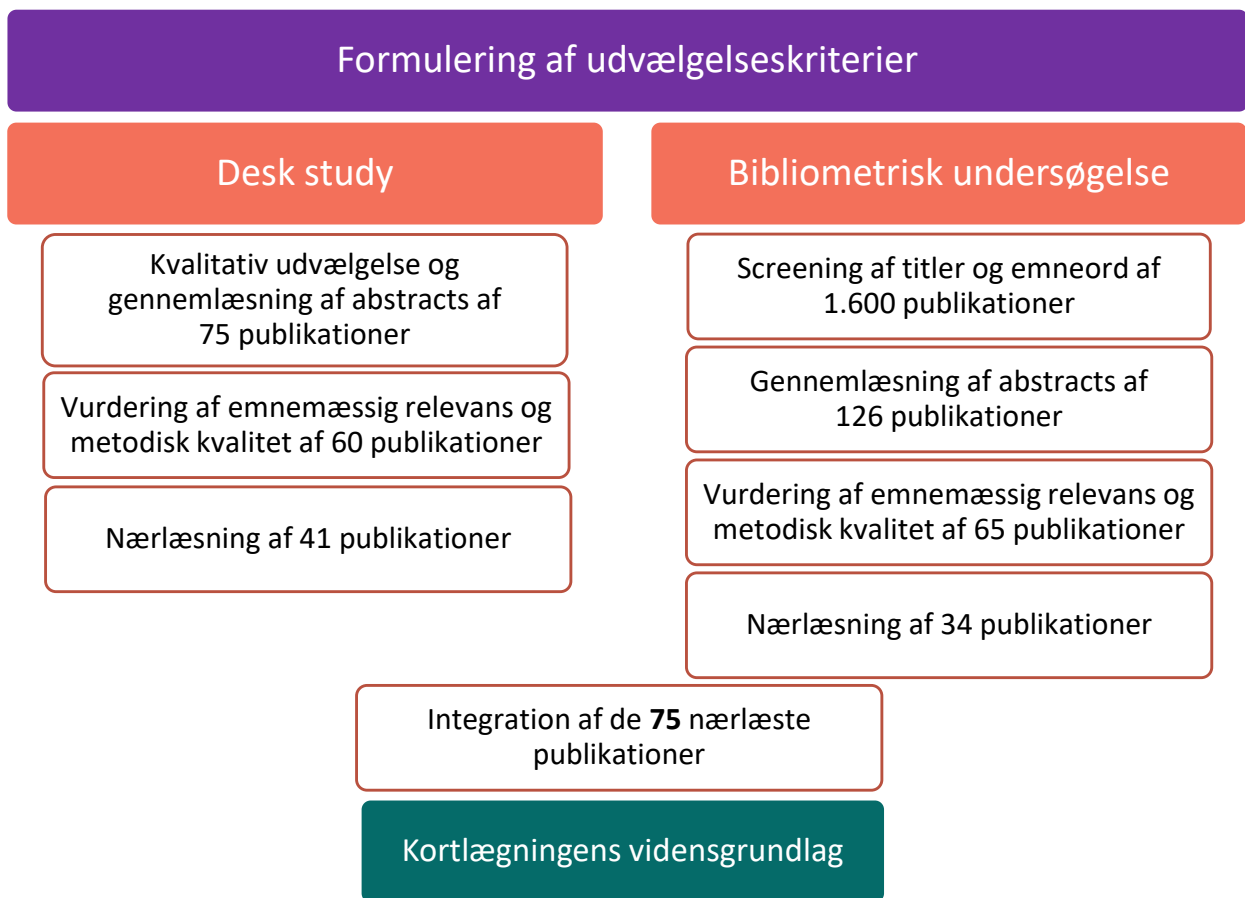 Formulering af udvælgelseskriterier
Desk study
Kvalitativ udvælgelse og
gennemlæsning af abstracts af
75 publikationer
Vurdering af emnemæssig relevans og
metodisk kvalitet af 60 publikationer
Nærlæsning af 41 publikationer
Bibliometrisk undersøgelse
Screening af titler og emneord af
1.600 publikationer
Gennemlæsning af abstracts af
126 publikationer
Vurdering af emnemæssig relevans og
metodisk kvalitet af 65 publikationer
Nærlæsning af 34 publikationer
Integration af de 75 nærlæste
publikationer
Kortlægningens vidensgrundlag